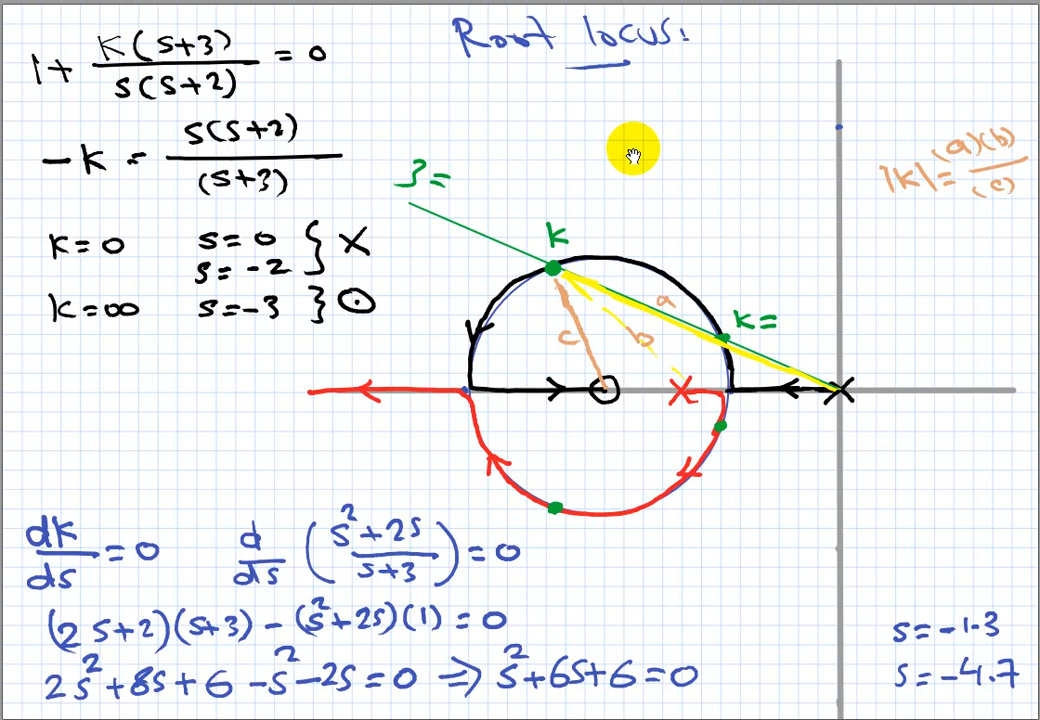 Root locus:
1 + K(s+3) / s(s+2) = 0
-K = s(s+2) / (s+3)
|K| = (a)(b) / (c)
ζ =
K
K=0 s=0 } X
s=-2
K=∞ s=-3 } ⊙
a
b
c
K=
dK/ds = 0 d/ds ( s²+2s / s+3 ) = 0
(2s+2)(s+3) - (s²+2s)(1) = 0
2s²+8s+6 -s²-2s=0 ⇒ s²+6s+6=0
s=-1.3
s=-4.7